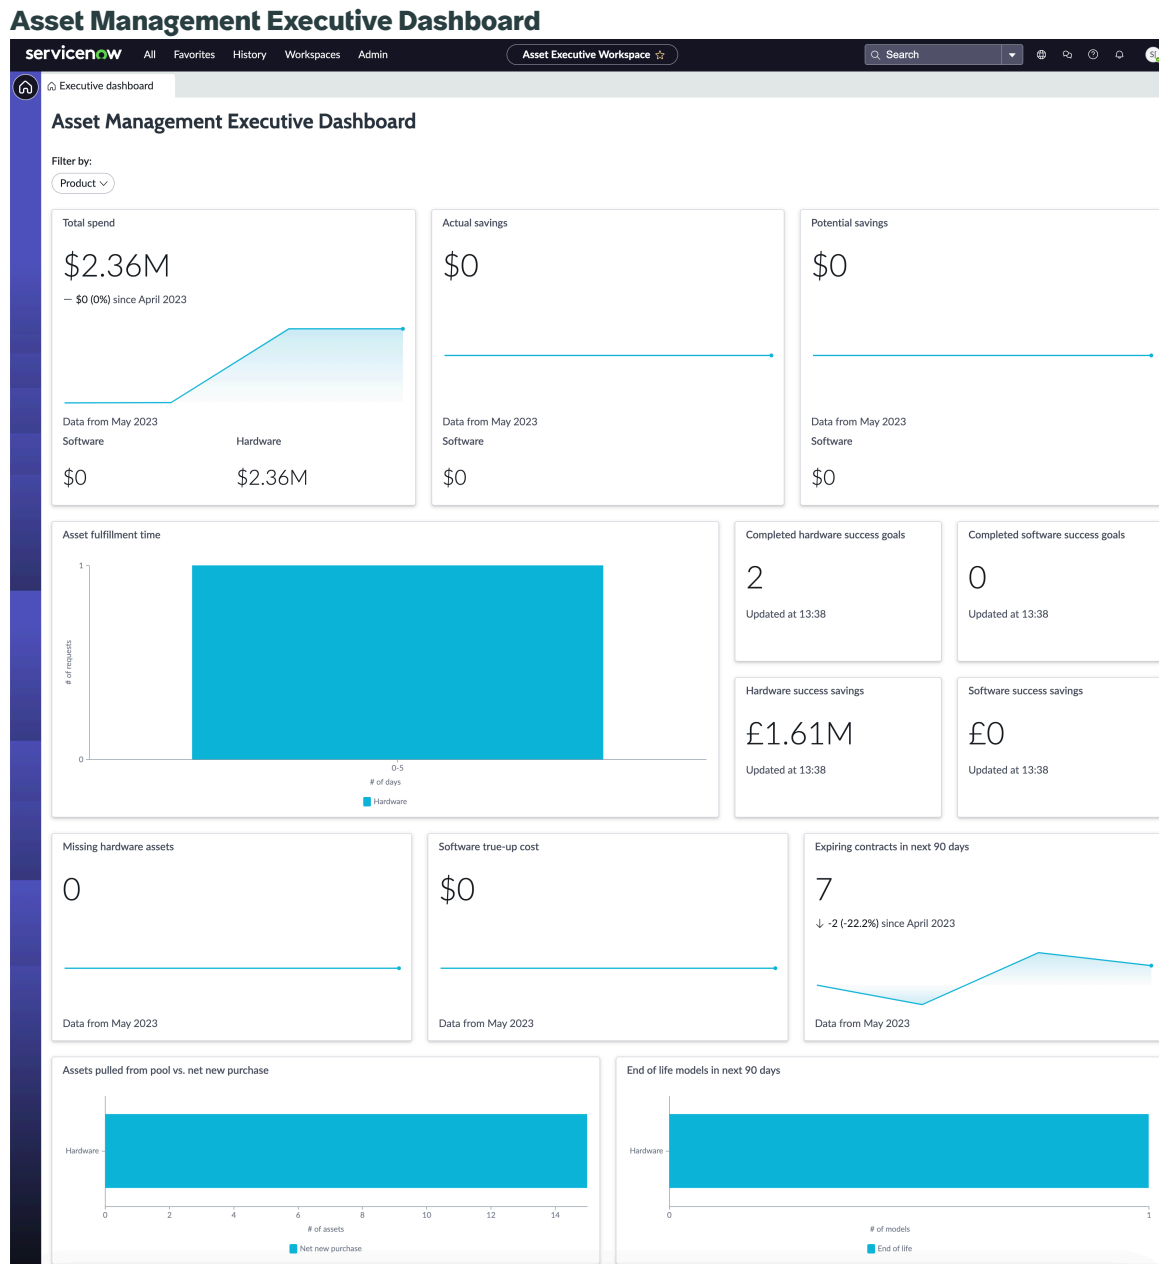 Asset Management Executive Dashboard
servicenow All Favorites History Workspaces Admin Asset Executive Workspace Search
Executive dashboard
Asset Management Executive Dashboard
Filter by:
Product
Total spend
$2.36M
— $0 (0%) since April 2023
Data from May 2023
Software Hardware
$0 $2.36M
Actual savings
$0
Data from May 2023
Software
$0
Potential savings
$0
Data from May 2023
Software
$0
Asset fulfillment time
1
# of requests
0
0-5
# of days
Hardware
Completed hardware success goals
2
Updated at 13:38
Completed software success goals
0
Updated at 13:38
Hardware success savings
£1.61M
Updated at 13:38
Software success savings
£0
Updated at 13:38
Missing hardware assets
0
Data from May 2023
Software true-up cost
$0
Data from May 2023
Expiring contracts in next 90 days
7
↓ -2 (-22.2%) since April 2023
Data from May 2023
Assets pulled from pool vs. net new purchase
Hardware
0 2 4 6 8 10 12 14
# of assets
Net new purchase
End of life models in next 90 days
Hardware
0 1
# of models
End of life